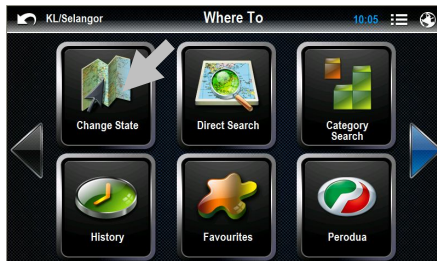 KL/Selangor Where To 10:05
Change State Direct Search Category
Search
History Favourites Perodua